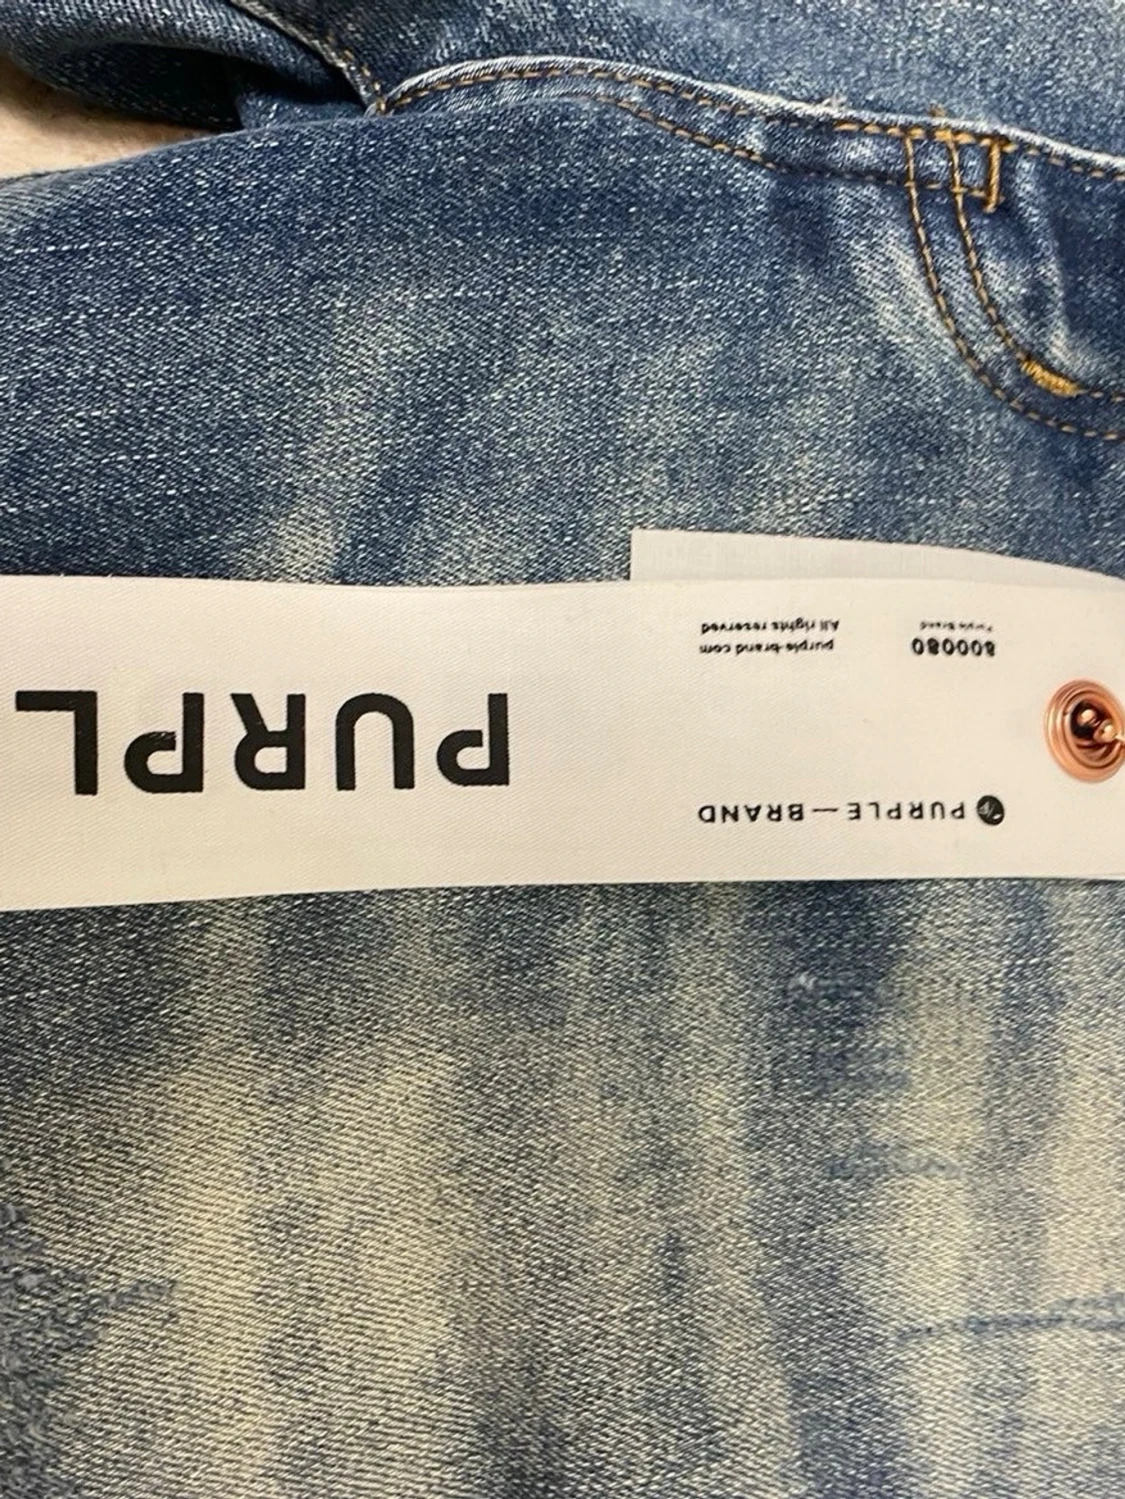 PURPLE—BRAND
PURPL
800080
Purple Brand
purple-brand.com
All rights reserved